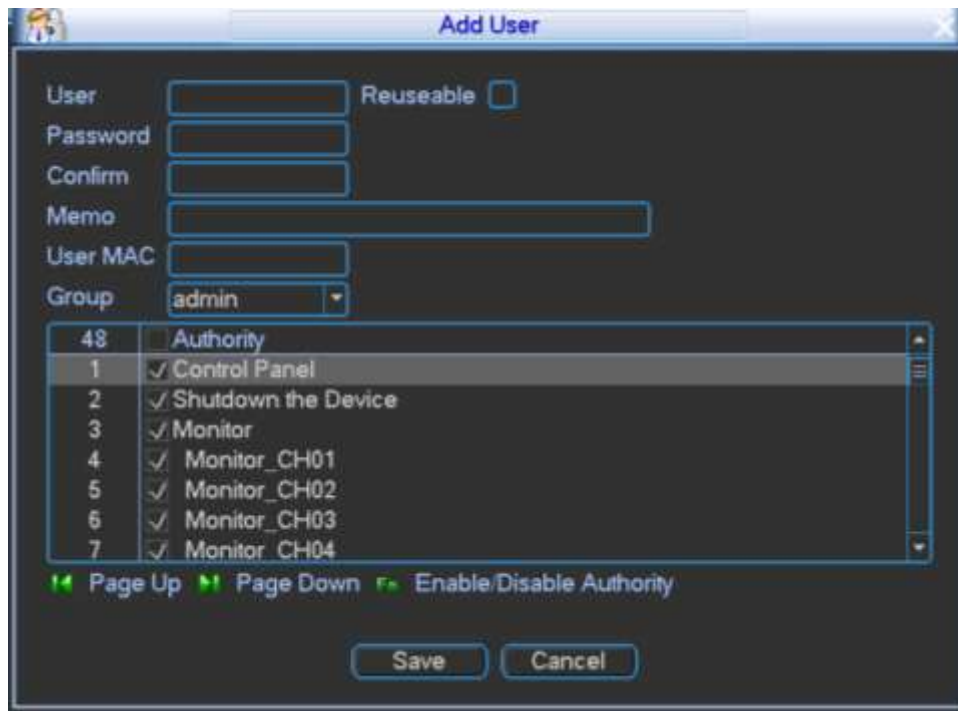 Add User
User Reuseable
Password
Confirm
Memo
User MAC
Group admin
48 Authority
1 Control Panel
2 Shutdown the Device
3 Monitor
4 Monitor_CH01
5 Monitor_CH02
6 Monitor_CH03
7 Monitor_CH04
Page Up Page Down Fn Enable/Disable Authority
Save Cancel